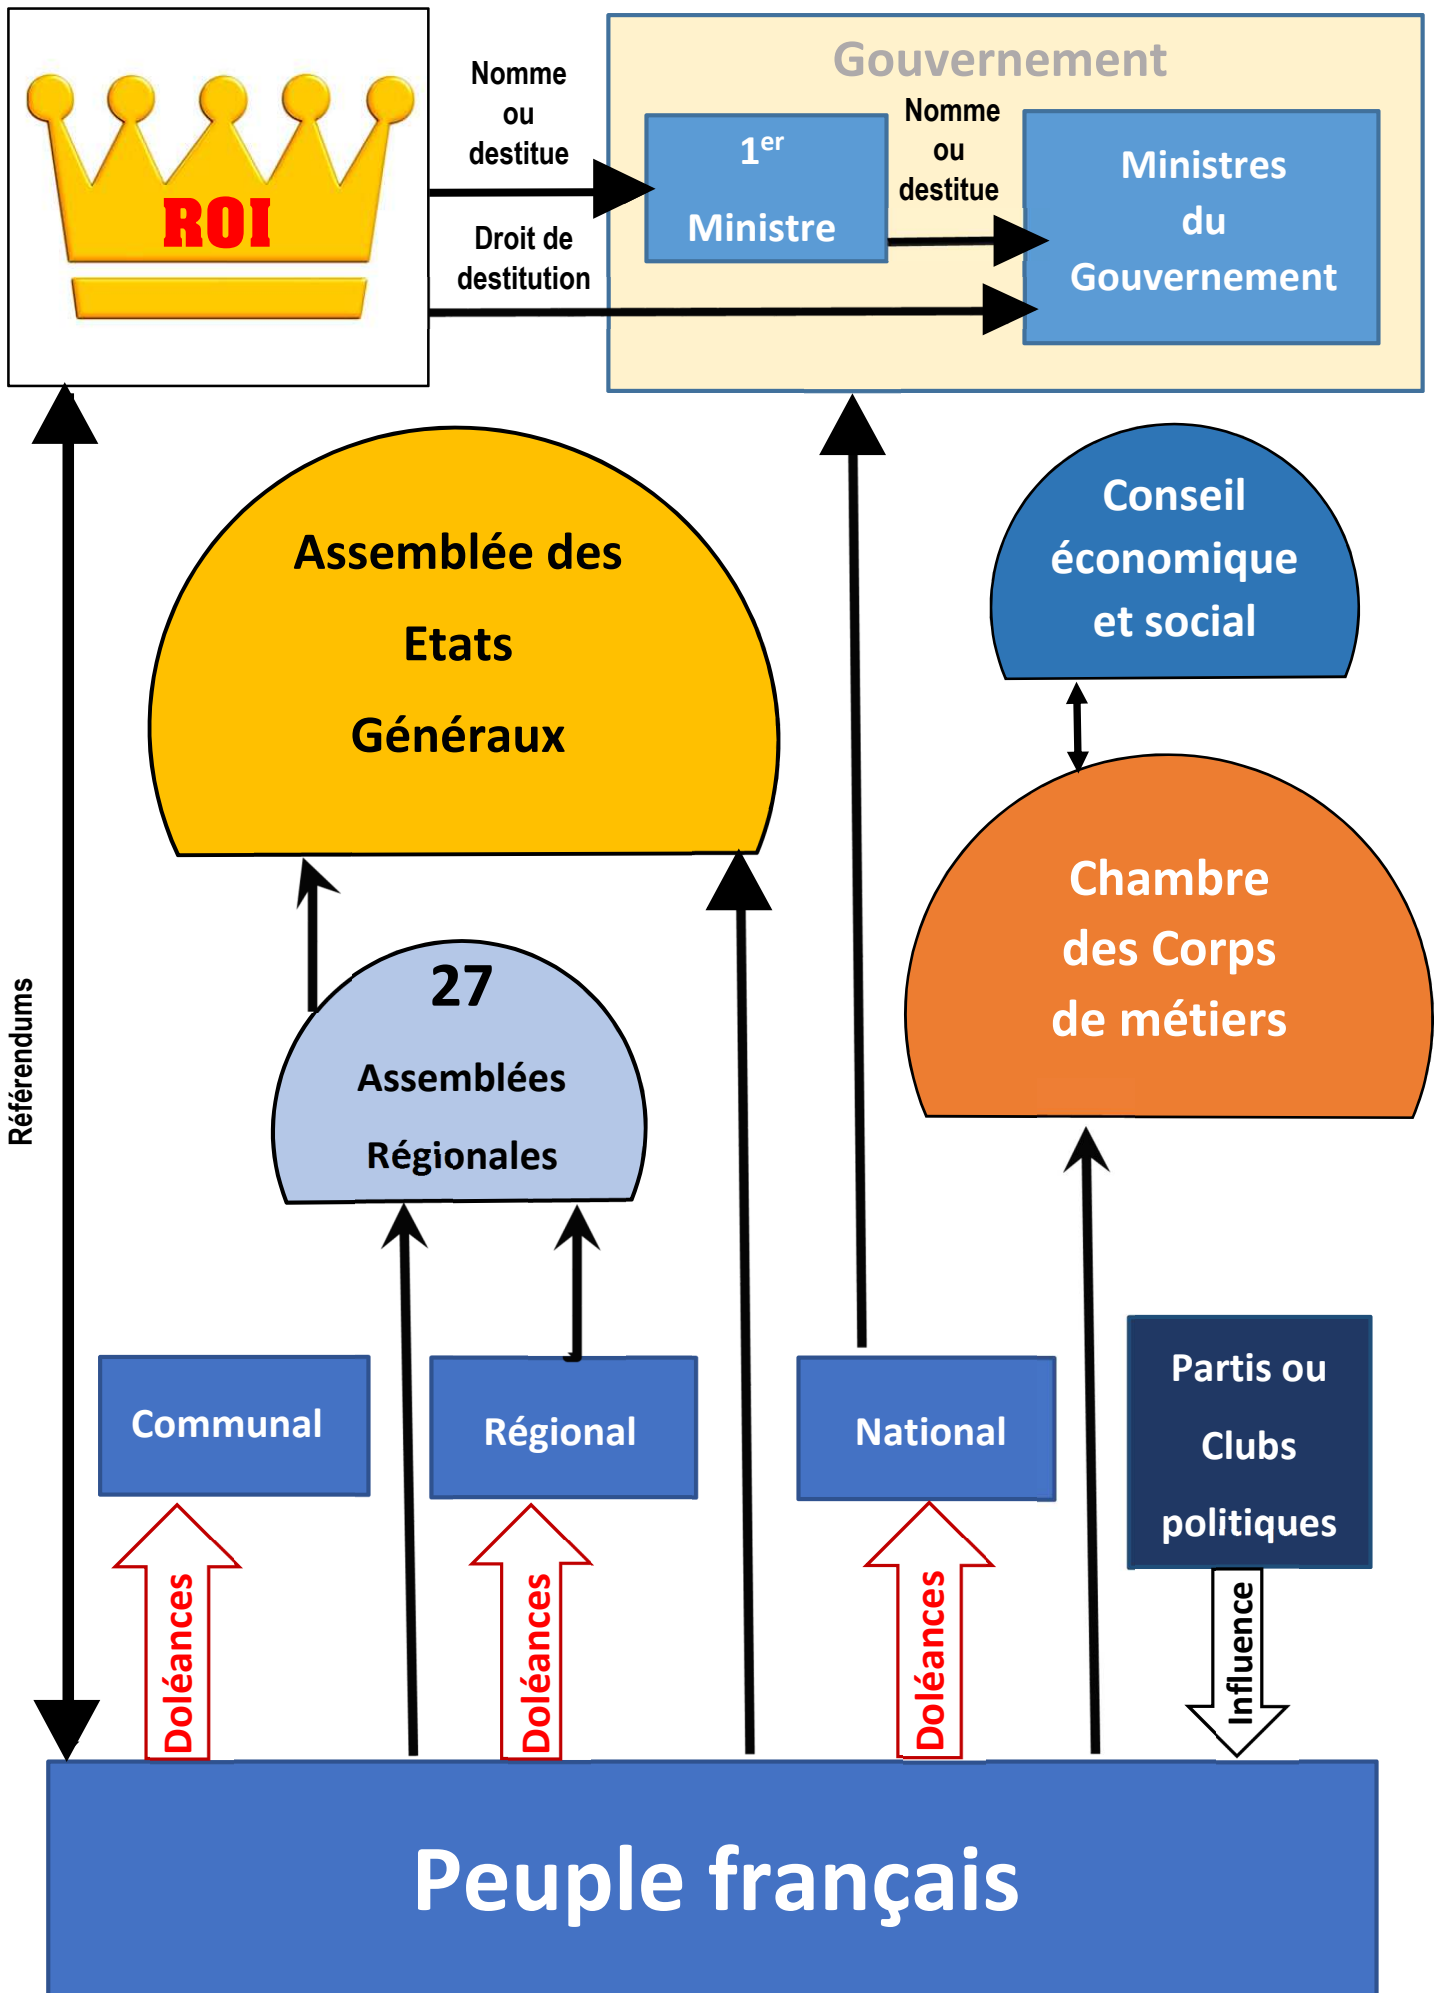 ROI
Nomme
ou
destitue
Droit de
destitution
Gouvernement
1er
Ministre
Nomme
ou
destitue
Ministres
du
Gouvernement
Assemblée des
Etats
Généraux
Conseil
économique
et social
Chambre
des Corps
de métiers
27
Assemblées
Régionales
Référendums
Communal
Régional
National
Partis ou
Clubs
politiques
Doléances
Doléances
Doléances
Influence
Peuple français